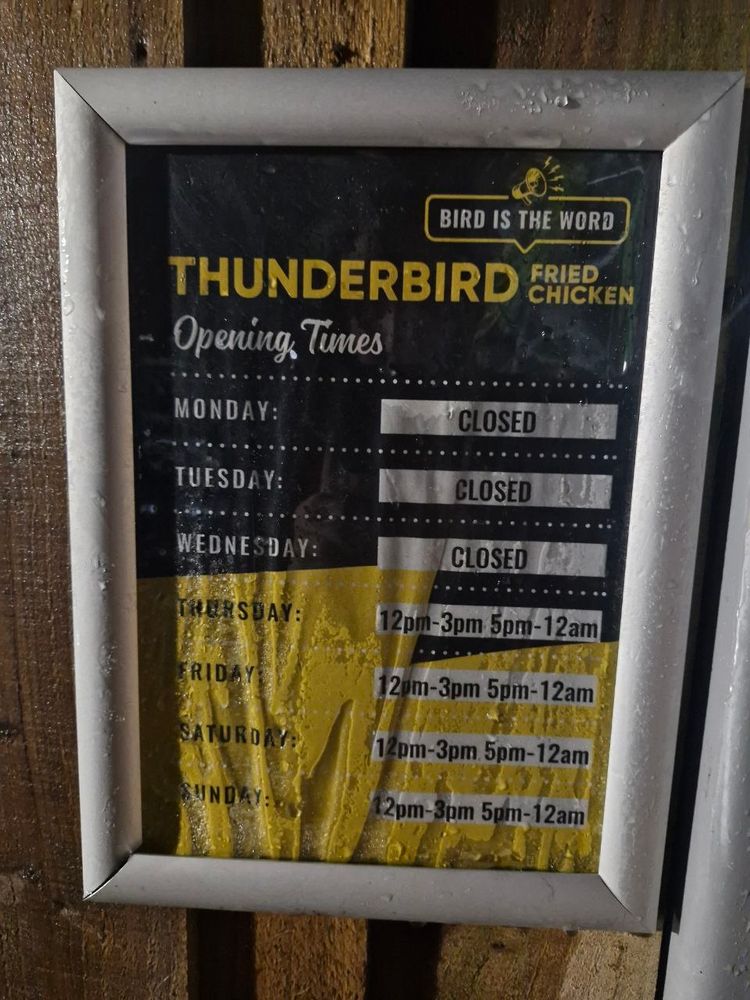 BIRD IS THE WORD
THUNDERBIRD FRIED CHICKEN
Opening Times
MONDAY: CLOSED
TUESDAY: CLOSED
WEDNESDAY: CLOSED
THURSDAY: 12pm-3pm 5pm-12am
FRIDAY: 12pm-3pm 5pm-12am
SATURDAY: 12pm-3pm 5pm-12am
SUNDAY: 12pm-3pm 5pm-12am